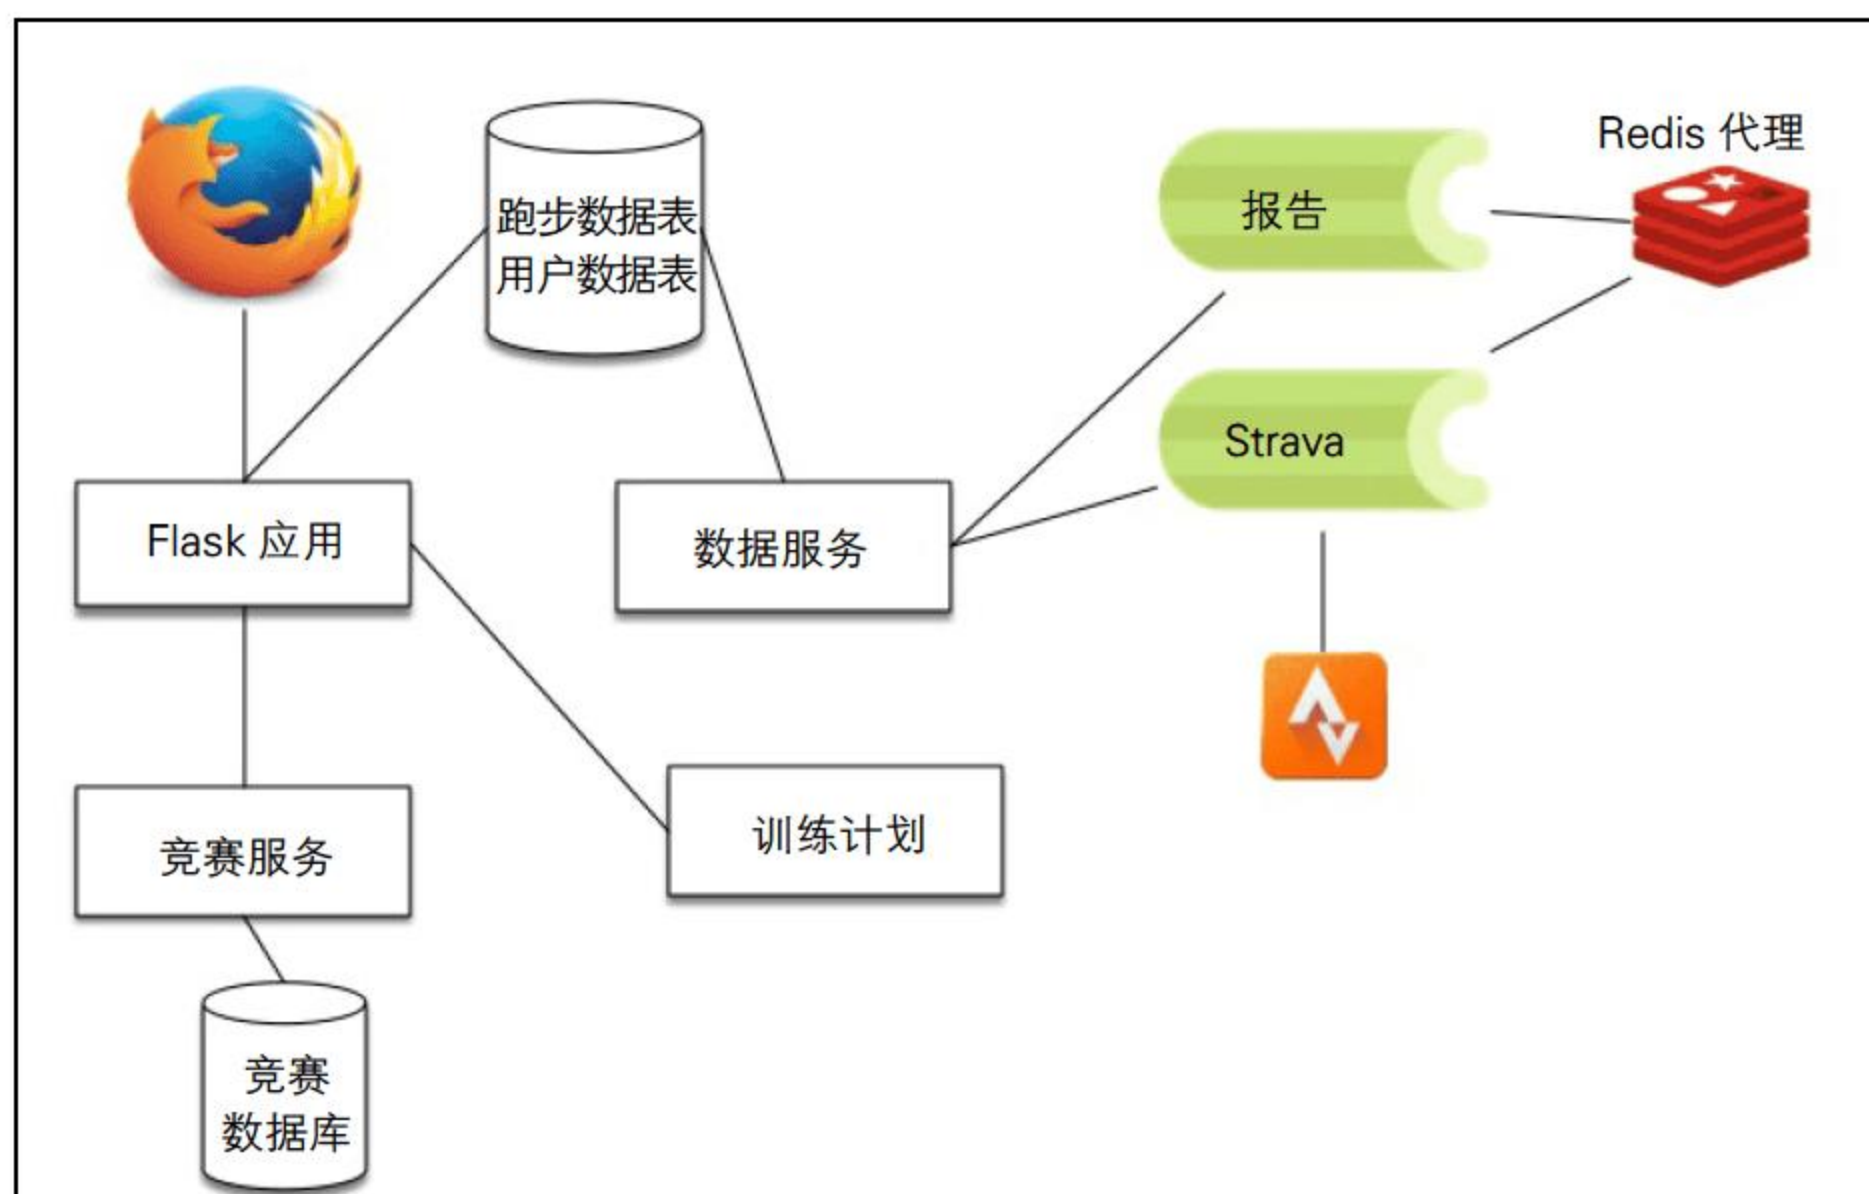 Redis 代理
跑步数据表
用户数据表
报告
Strava
Flask 应用
数据服务
训练计划
竞赛服务
竞赛
数据库